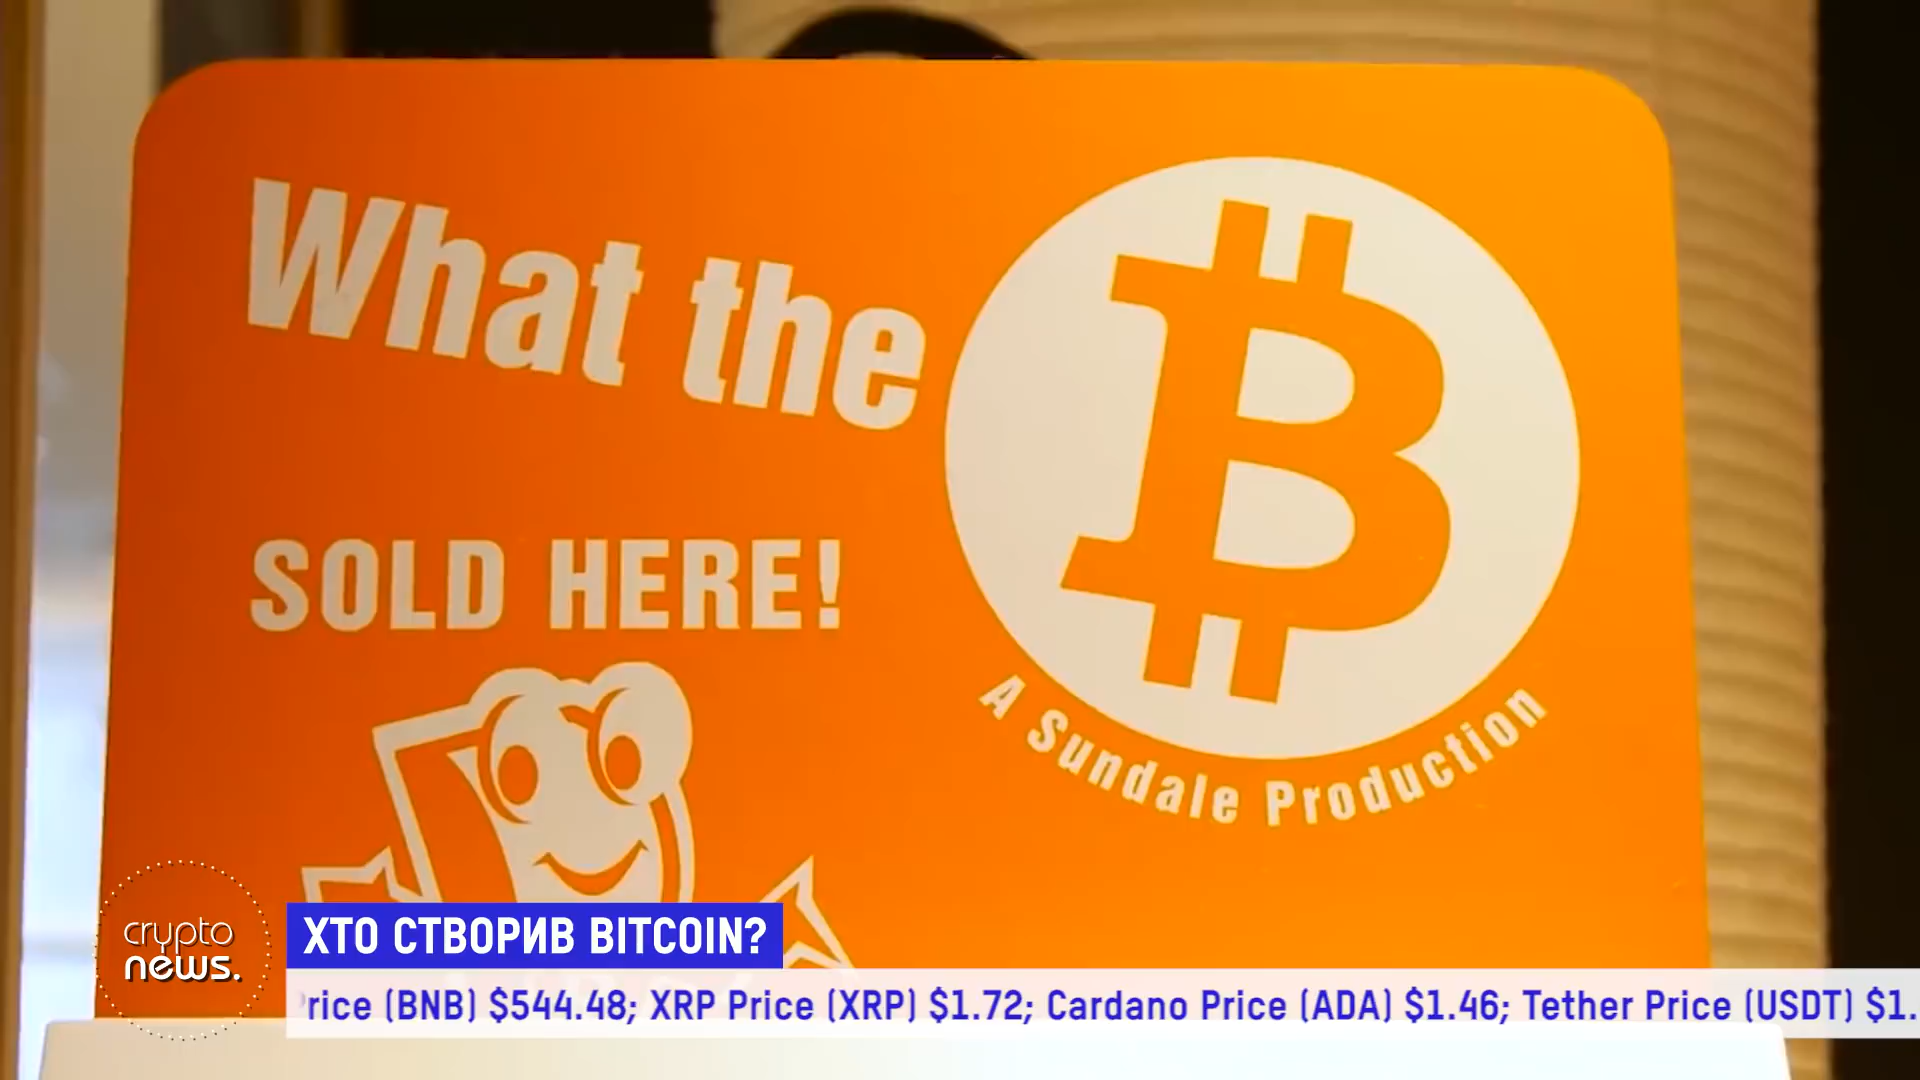 What the
SOLD HERE!
A Sundale Production
crypto
news.
ХТО СТВОРИВ BITCOIN?
rice (BNB) $544.48; XRP Price (XRP) $1.72; Cardano Price (ADA) $1.46; Tether Price (USDT) $1.